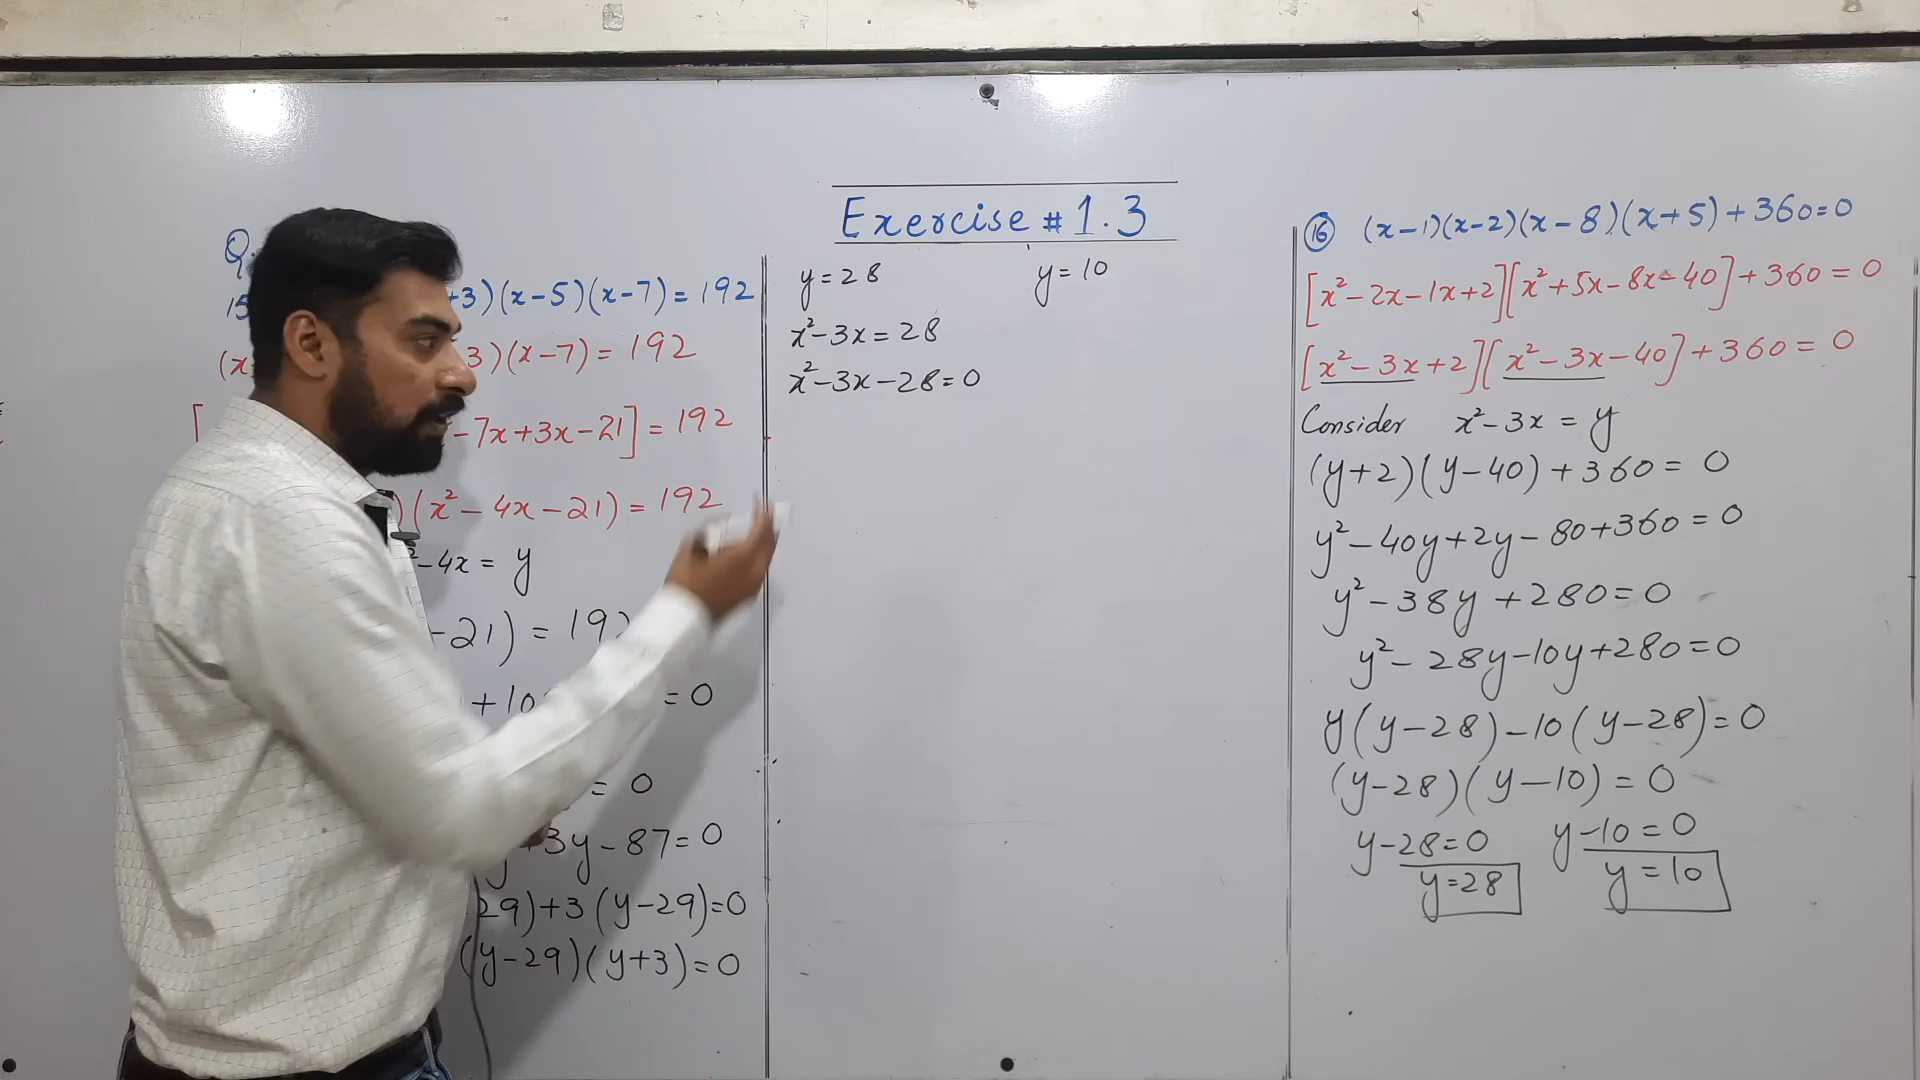 Exercise # 1.3
Q.
15
+3)(x-5)(x-7) = 192
(x 3)(x-7) = 192
[ -7x+3x-21] = 192
)(x²-4x-21) = 192
²-4x = y
-21) = 192
+10 = 0
= 0
y+3y-87=0
29)+3(y-29)=0
(y-29)(y+3)=0
y=28 y=10
x²-3x=28
x²-3x-28=0
16 (x-1)(x-2)(x-8)(x+5)+360=0
[x²-2x-1x+2][x²+5x-8x-40]+360=0
[x²-3x+2][x²-3x-40]+360=0
Consider x²-3x = y
(y+2)(y-40)+360=0
y²-40y+2y-80+360=0
y²-38y+280=0
y²-28y-10y+280=0
y(y-28)-10(y-28)=0
(y-28)(y-10)=0
y-28=0 y-10=0
y=28 y=10